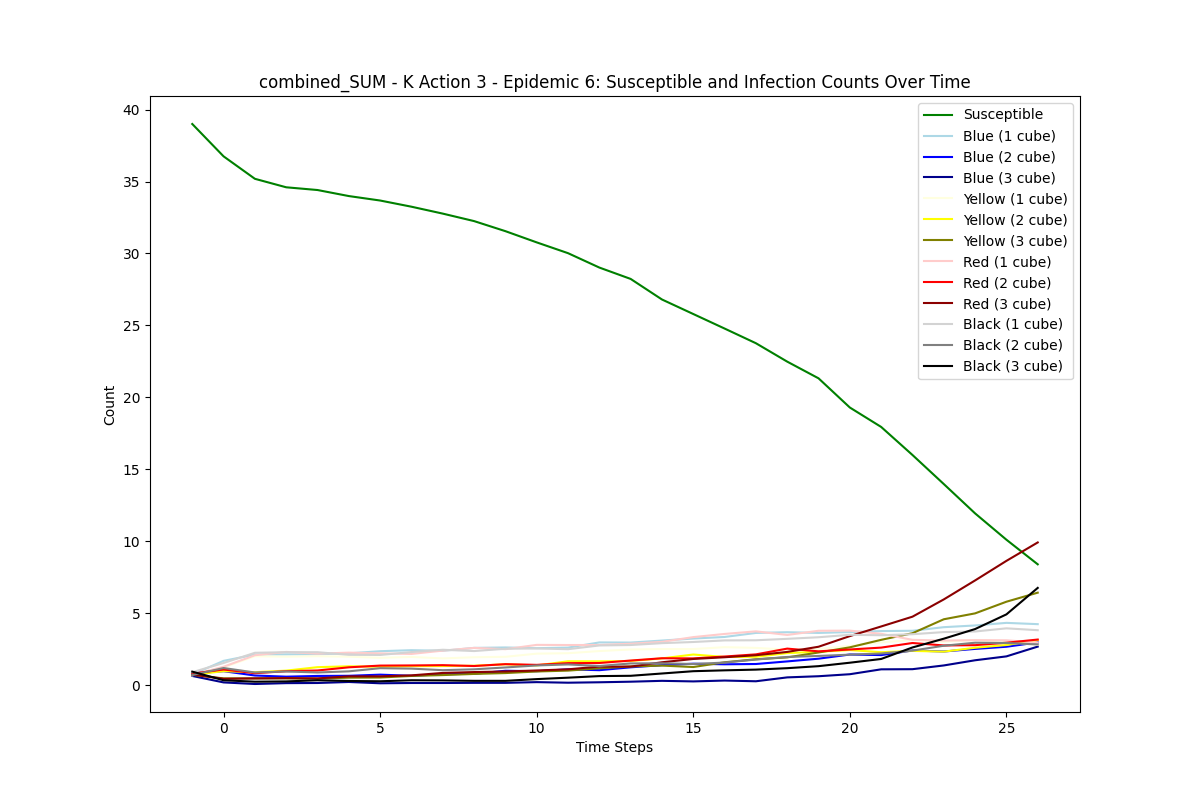 combined_SUM - K Action 3 - Epidemic 6: Susceptible and Infection Counts Over Time
40
35
30
25
20
15
10
5
0
Count
Susceptible
Blue (1 cube)
Blue (2 cube)
Blue (3 cube)
Yellow (1 cube)
Yellow (2 cube)
Yellow (3 cube)
Red (1 cube)
Red (2 cube)
Red (3 cube)
Black (1 cube)
Black (2 cube)
Black (3 cube)
0 5 10 15 20 25
Time Steps